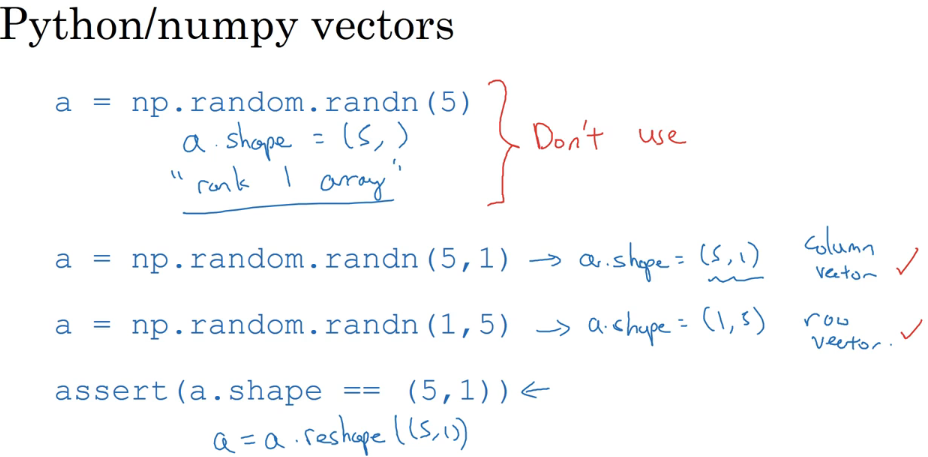 Python/numpy vectors
a = np.random.randn(5)
a.shape = (5,)
"rank 1 array"
Don't use
a = np.random.randn(5,1) → a.shape = (5,1) column vector ✓
a = np.random.randn(1,5) → a.shape = (1,5) row vector. ✓
assert(a.shape == (5,1)) ←
a = a.reshape((5,1))